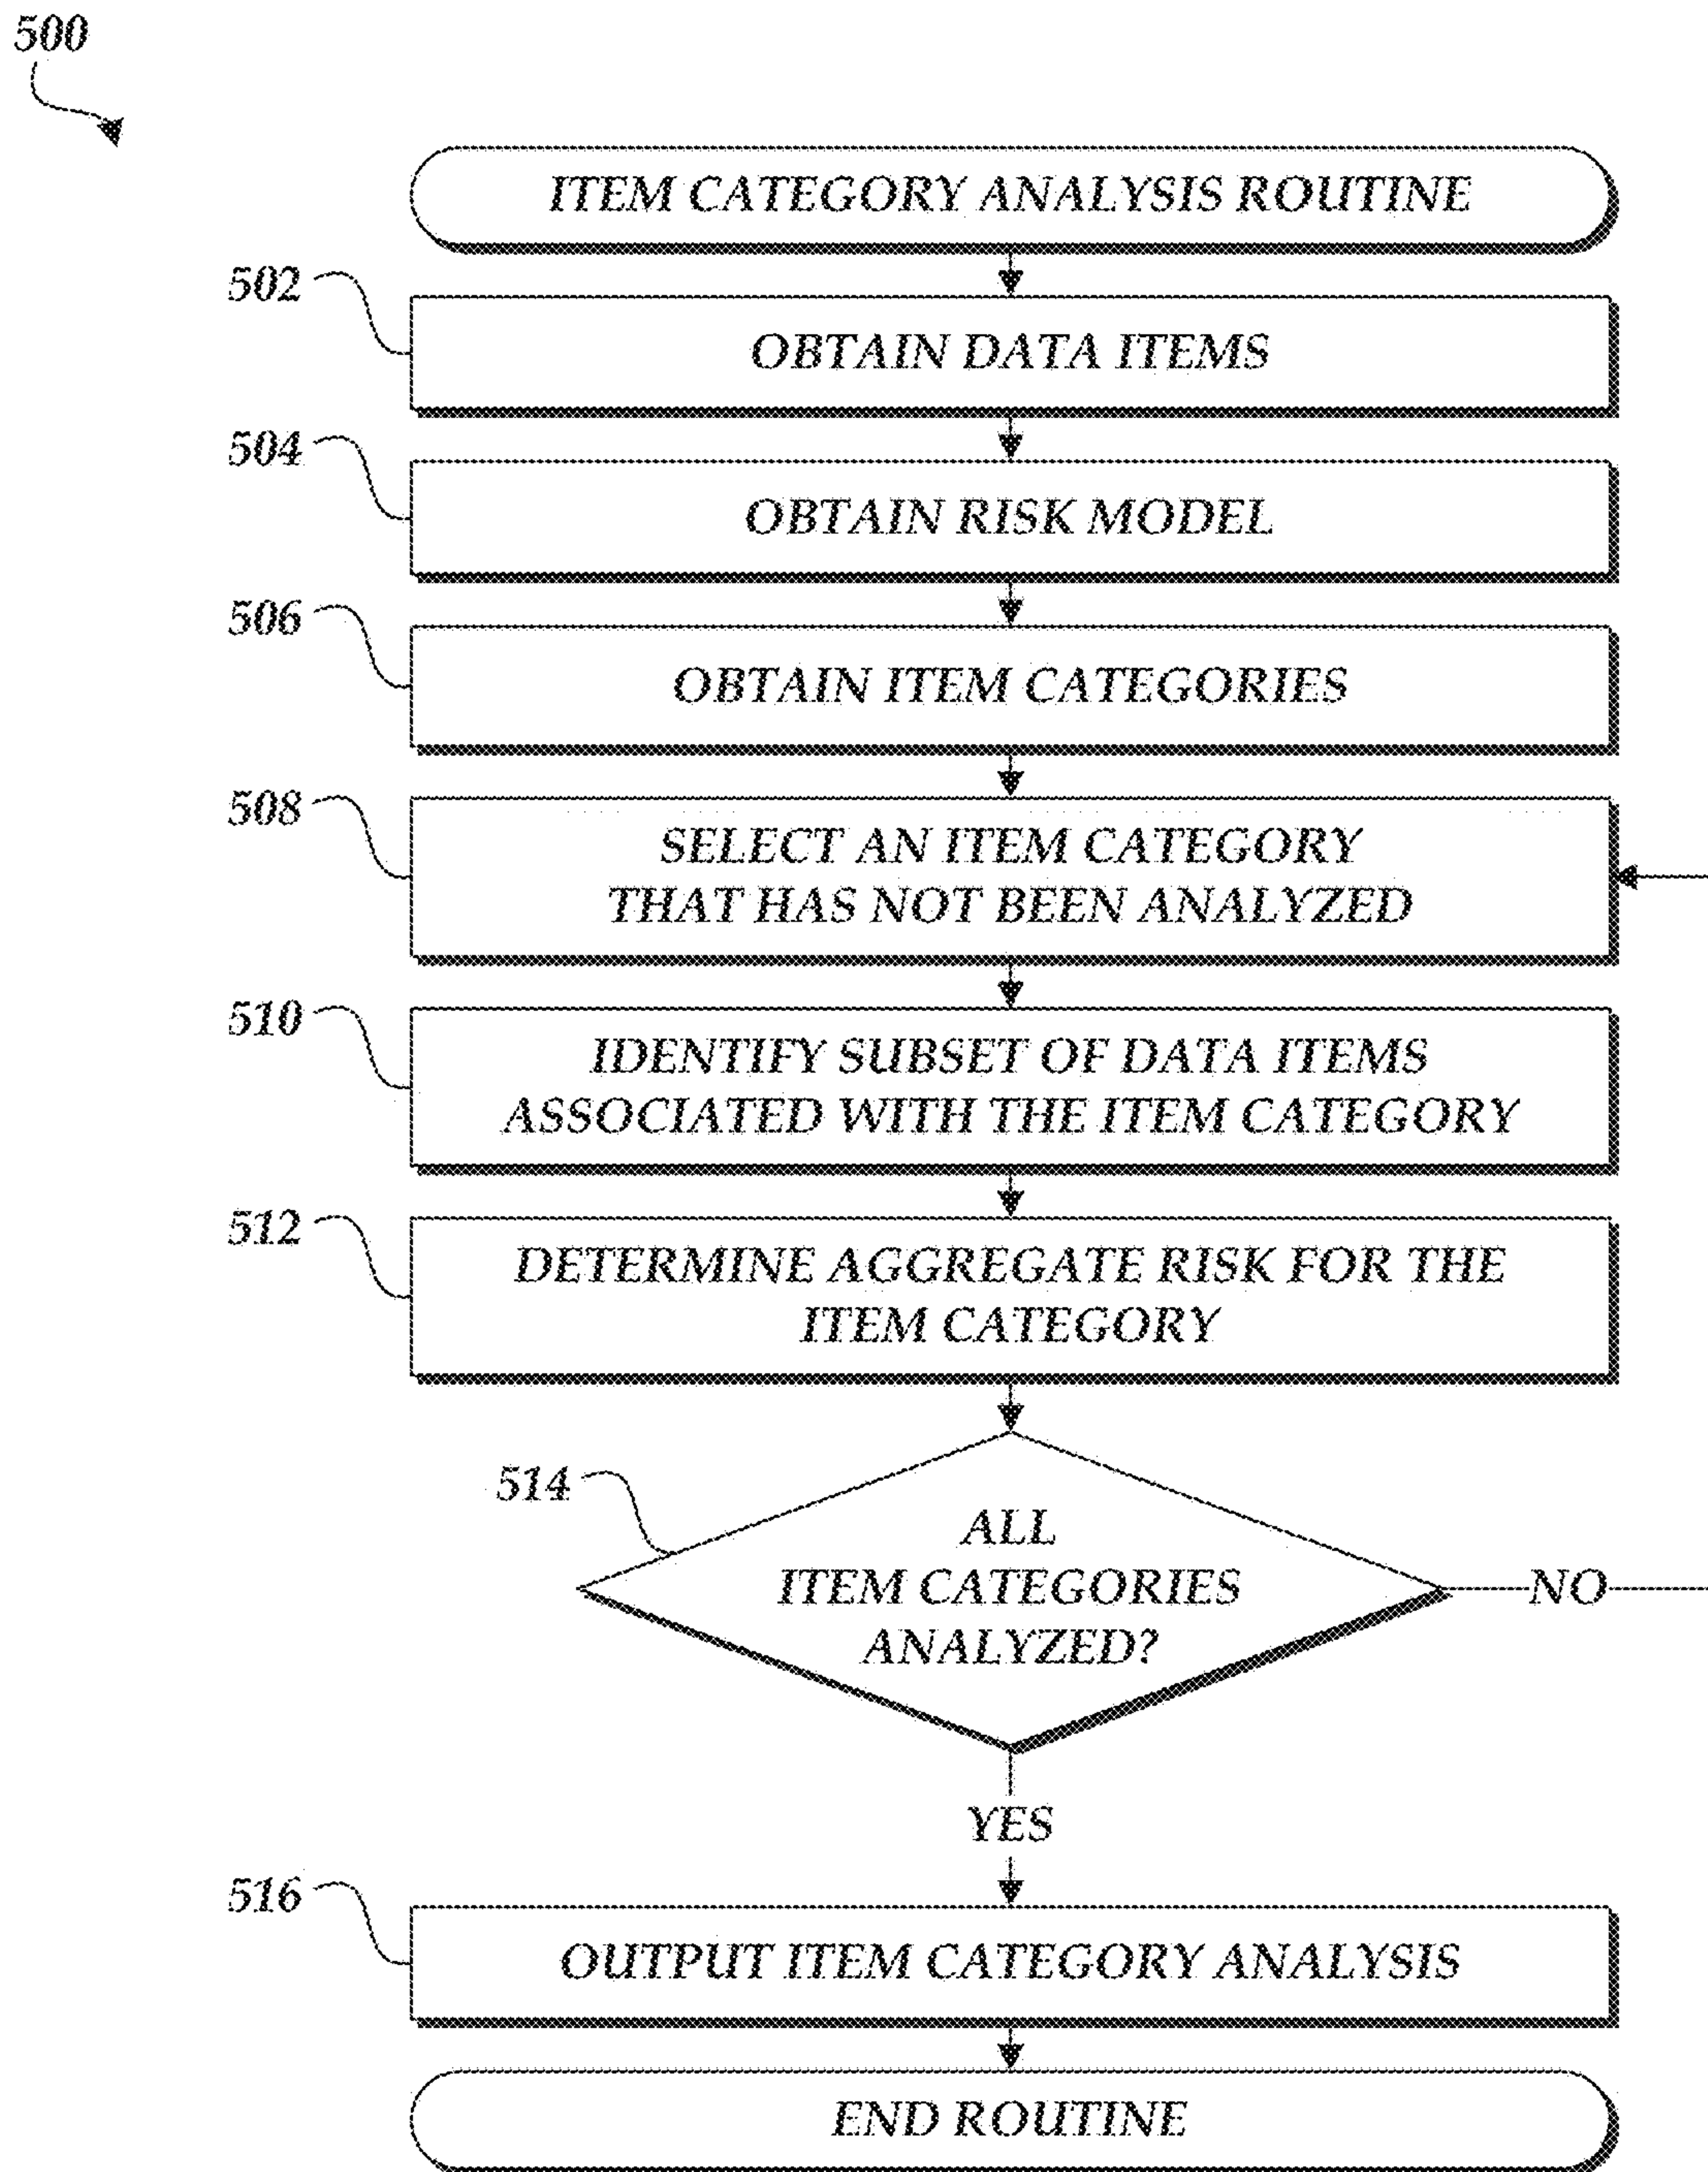 500
ITEM CATEGORY ANALYSIS ROUTINE
502
OBTAIN DATA ITEMS
504
OBTAIN RISK MODEL
506
OBTAIN ITEM CATEGORIES
508
SELECT AN ITEM CATEGORY
THAT HAS NOT BEEN ANALYZED
510
IDENTIFY SUBSET OF DATA ITEMS
ASSOCIATED WITH THE ITEM CATEGORY
512
DETERMINE AGGREGATE RISK FOR THE
ITEM CATEGORY
514
ALL
ITEM CATEGORIES
ANALYZED?
NO
YES
516
OUTPUT ITEM CATEGORY ANALYSIS
END ROUTINE